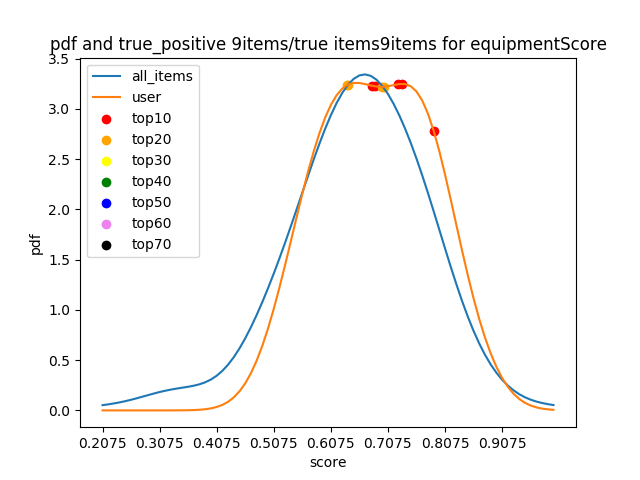 pdf and true_positive 9items/true items9items for equipmentScore
3.5
3.0
2.5
2.0
1.5
1.0
0.5
0.0
pdf
all_items
user
top10
top20
top30
top40
top50
top60
top70
0.2075 0.3075 0.4075 0.5075 0.6075 0.7075 0.8075 0.9075
score